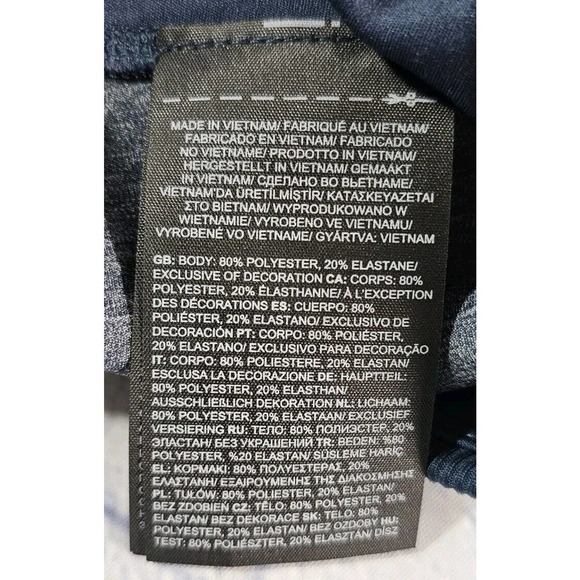 MADE IN VIETNAM/ FABRIQUÉ AU VIETNAM/
FABRICADO EN VIETNAM/ FABRICADO
NO VIETNAME/ PRODOTTO IN VIETNAM/
HERGESTELLT IN VIETNAM/ GEMAAKT
IN VIETNAM/ СДЕЛАНО ВО ВЬЕТНАМЕ/
VIETNAM'DA ÜRETİLMİŞTİR/ ΚΑΤΑΣΚΕΥΑΖΕΤΑΙ
ΣΤΟ ΒΙΕΤΝΑΜ/ WYPRODUKOWANO W
WIETNAMIE/ VYROBENO VE VIETNAMU/
VYROBENÉ VO VIETNAME/ GYÁRTVA: VIETNAM
GB: BODY: 80% POLYESTER, 20% ELASTANE/
EXCLUSIVE OF DECORATION CA: CORPS: 80%
POLYESTER, 20% ÉLASTHANNE/ À L'EXCEPTION
DES DÉCORATIONS ES: CUERPO: 80%
POLIÉSTER, 20% ELASTANO/ EXCLUSIVO DE
DECORACIÓN PT: CORPO: 80% POLIÉSTER,
20% ELASTANO/ EXCLUSIVO PARA DECORAÇÃO
IT: CORPO: 80% POLIESTERE, 20% ELASTAN/
ESCLUSA LA DECORAZIONE DE: HAUPTTEIL:
80% POLYESTER, 20% ELASTHAN/
AUSSCHLIEẞLICH DEKORATION NL: LICHAAM:
80% POLYESTER, 20% ELASTAAN/ EXCLUSIEF
VERSIERING RU: ТЕЛО: 80% ПОЛИЭСТЕР, 20%
ЭЛАСТАН/ БЕЗ УКРАШЕНИЙ TR: BEDEN: %80
POLYESTER, %20 ELASTAN/ SÜSLEME HARİÇ
EL: ΚΟΡΜΑΚΙ: 80% ΠΟΛΥΕΣΤΕΡΑΣ, 20%
ΕΛΑΣΤΑΝΗ/ ΕΞΑΙΡΟΥΜΕΝΗΣ ΤΗΣ ΔΙΑΚΟΣΜΗΣΗΣ
PL: TUŁÓW: 80% POLIESTER, 20% ELASTAN/
BEZ ZDOBIEŃ CZ: TĚLO: 80% POLYESTER, 20%
ELASTAN/ BEZ DEKORACE SK: TELO: 80%
POLYESTER, 20% ELASTAN/ BEZ OZDOBY HU:
TEST: 80% POLIÉSZTER, 20% ELASZTÁN/ DÍSZ